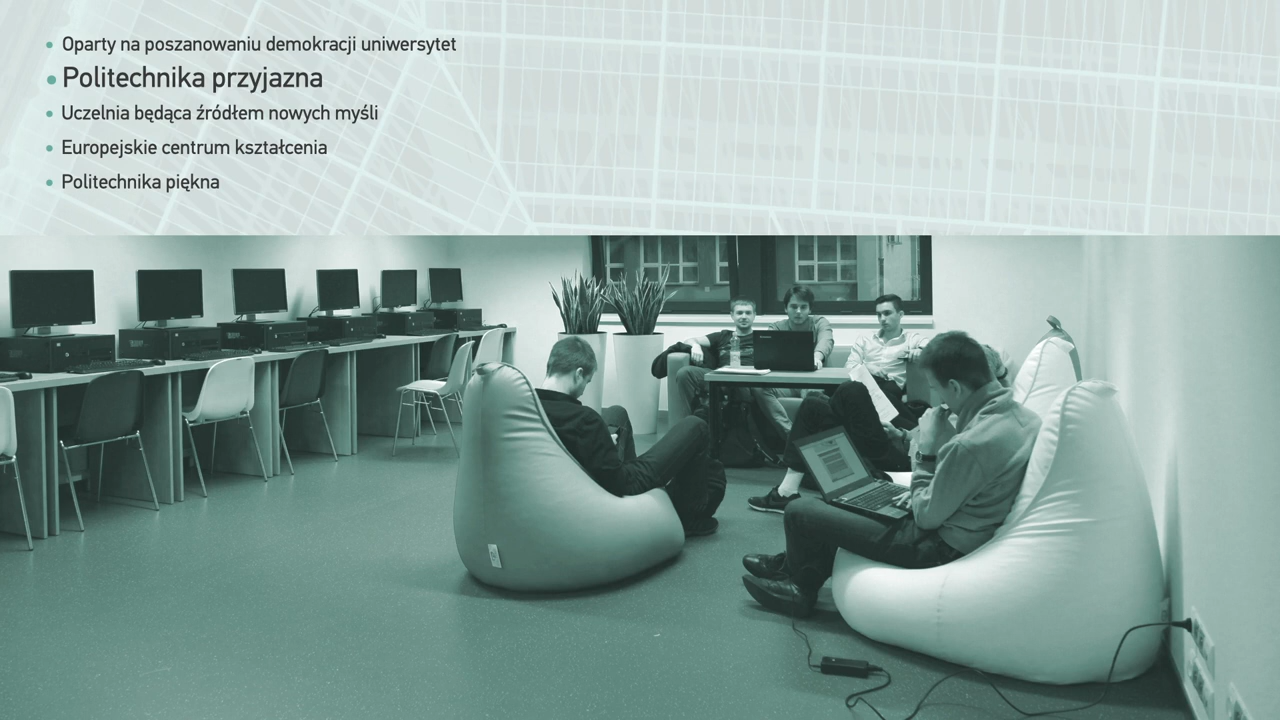 Oparty na poszanowaniu demokracji uniwersytet
Politechnika przyjazna
Uczelnia będąca źródłem nowych myśli
Europejskie centrum kształcenia
Politechnika piękna